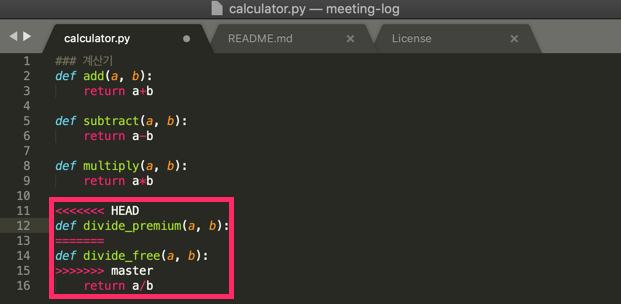 calculator.py — meeting-log
calculator.py README.md License
1 ### 계산기
2 def add(a, b):
3     return a+b
4
5 def subtract(a, b):
6     return a-b
7
8 def multiply(a, b):
9     return a*b
10
11 <<<<<<< HEAD
12 def divide_premium(a, b):
13 =======
14 def divide_free(a, b):
15 >>>>>>> master
16     return a/b